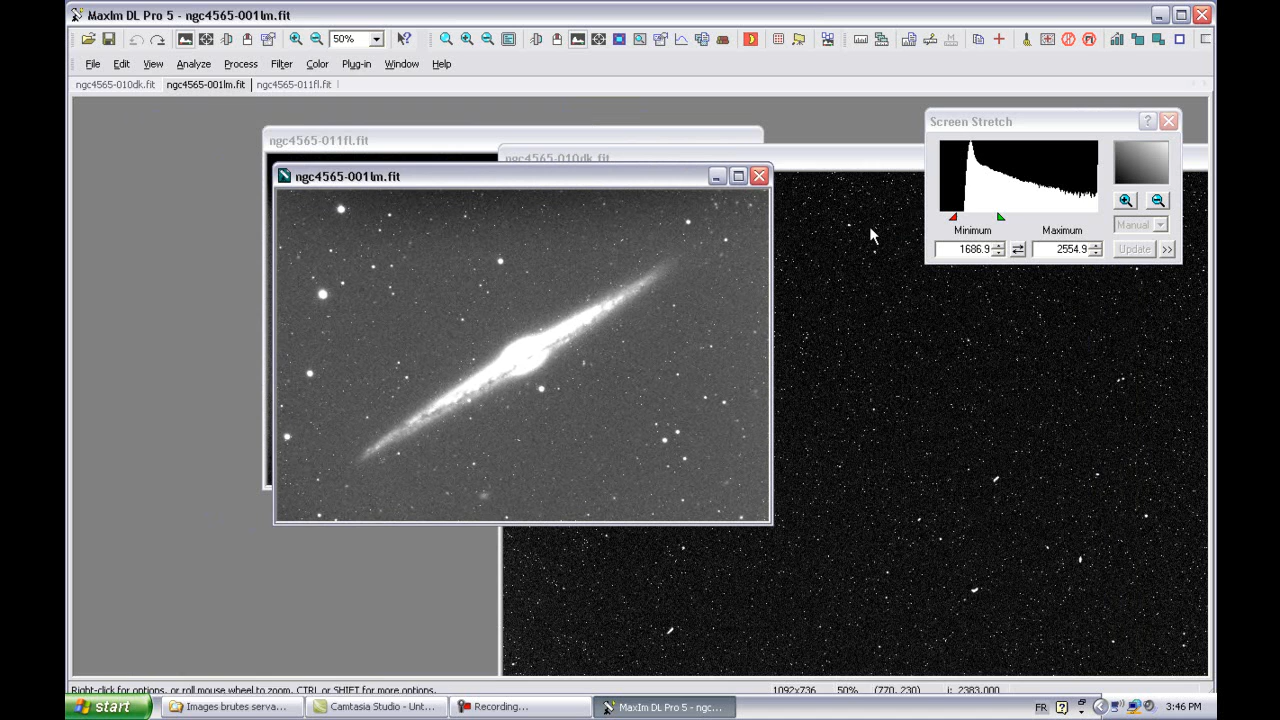 MaxIm DL Pro 5 - ngc4565-001lm.fit
50%
File Edit View Analyze Process Filter Color Plug-in Window Help
ngc4565-010dk.fit ngc4565-001lm.fit ngc4565-011fl.fit
Screen Stretch
ngc4565-011fl.fit
ngc4565-010dk.fit
ngc4565-001lm.fit
Manual
Minimum Maximum
1686.9 2554.9 Update >>
Right-click for options, or roll mouse wheel to zoom. CTRL or SHIFT for more options. 1092x736 50% (770, 230) i: 2383.000
start Images brutes serva... Camtasia Studio - Unt... Recording... MaxIm DL Pro 5 - ngc... FR 3:46 PM